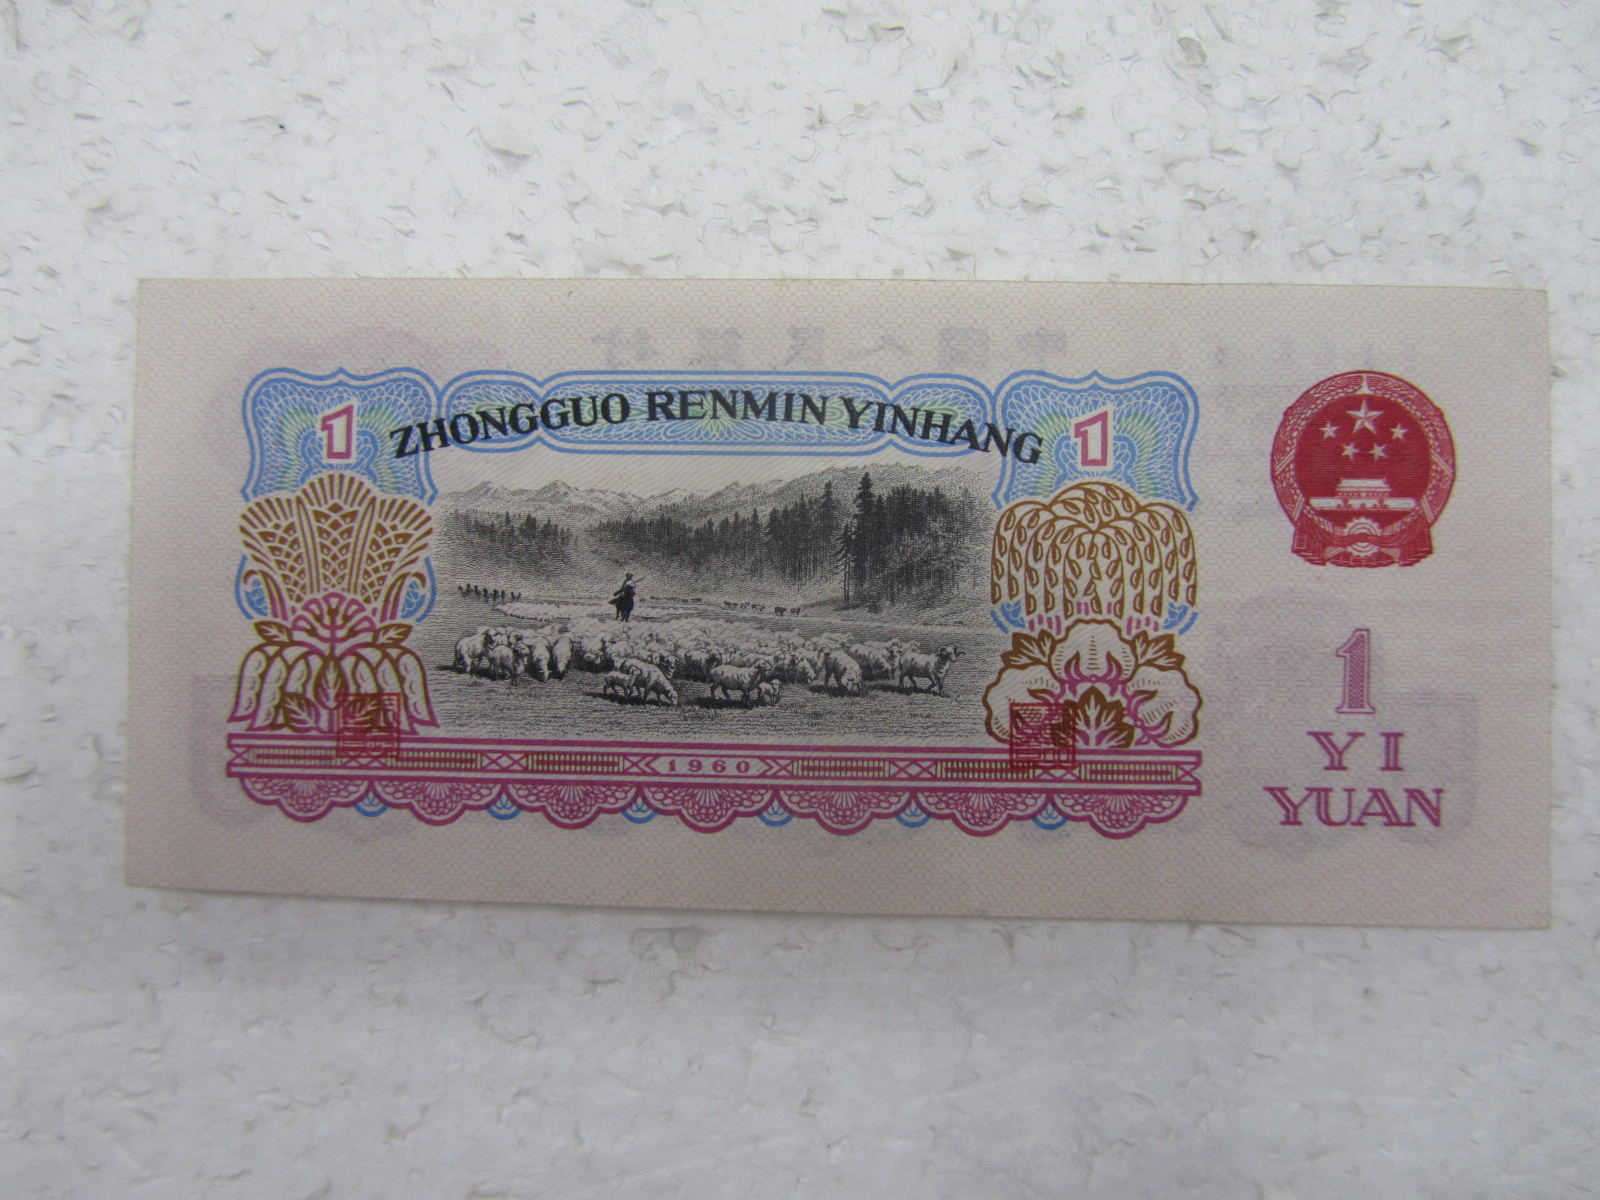 1 ZHONGGUO RENMIN YINHANG 1
1960
1
YI
YUAN